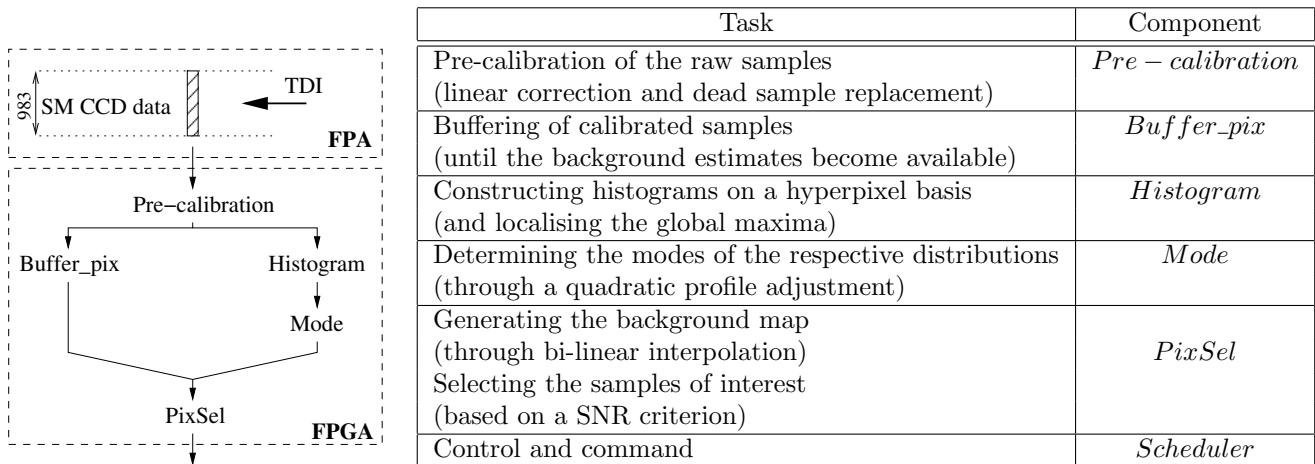 983
SM CCD data
TDI
FPA
Pre−calibration
Buffer_pix
Histogram
Mode
PixSel
FPGA
Task Component
Pre-calibration of the raw samples Pre − calibration
(linear correction and dead sample replacement)
Buffering of calibrated samples Buffer_pix
(until the background estimates become available)
Constructing histograms on a hyperpixel basis Histogram
(and localising the global maxima)
Determining the modes of the respective distributions Mode
(through a quadratic profile adjustment)
Generating the background map
(through bi-linear interpolation) PixSel
Selecting the samples of interest
(based on a SNR criterion)
Control and command Scheduler